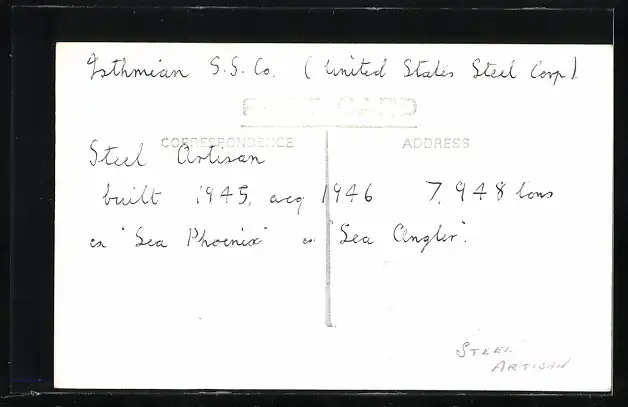 Isthmian S.S. Co. (United States Steel Corp)
POST CARD
CORRESPONDENCE ADDRESS
Steel Artisan
built 1945, acq 1946 7,948 tons
ex "Sea Phoenix" ex "Sea Angler".
STEEL
ARTISAN